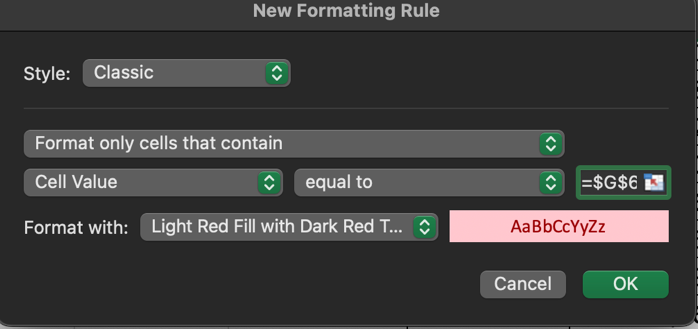 New Formatting Rule
Style: Classic
Format only cells that contain
Cell Value equal to =$G$6
Format with: Light Red Fill with Dark Red T... AaBbCcYyZz
Cancel OK